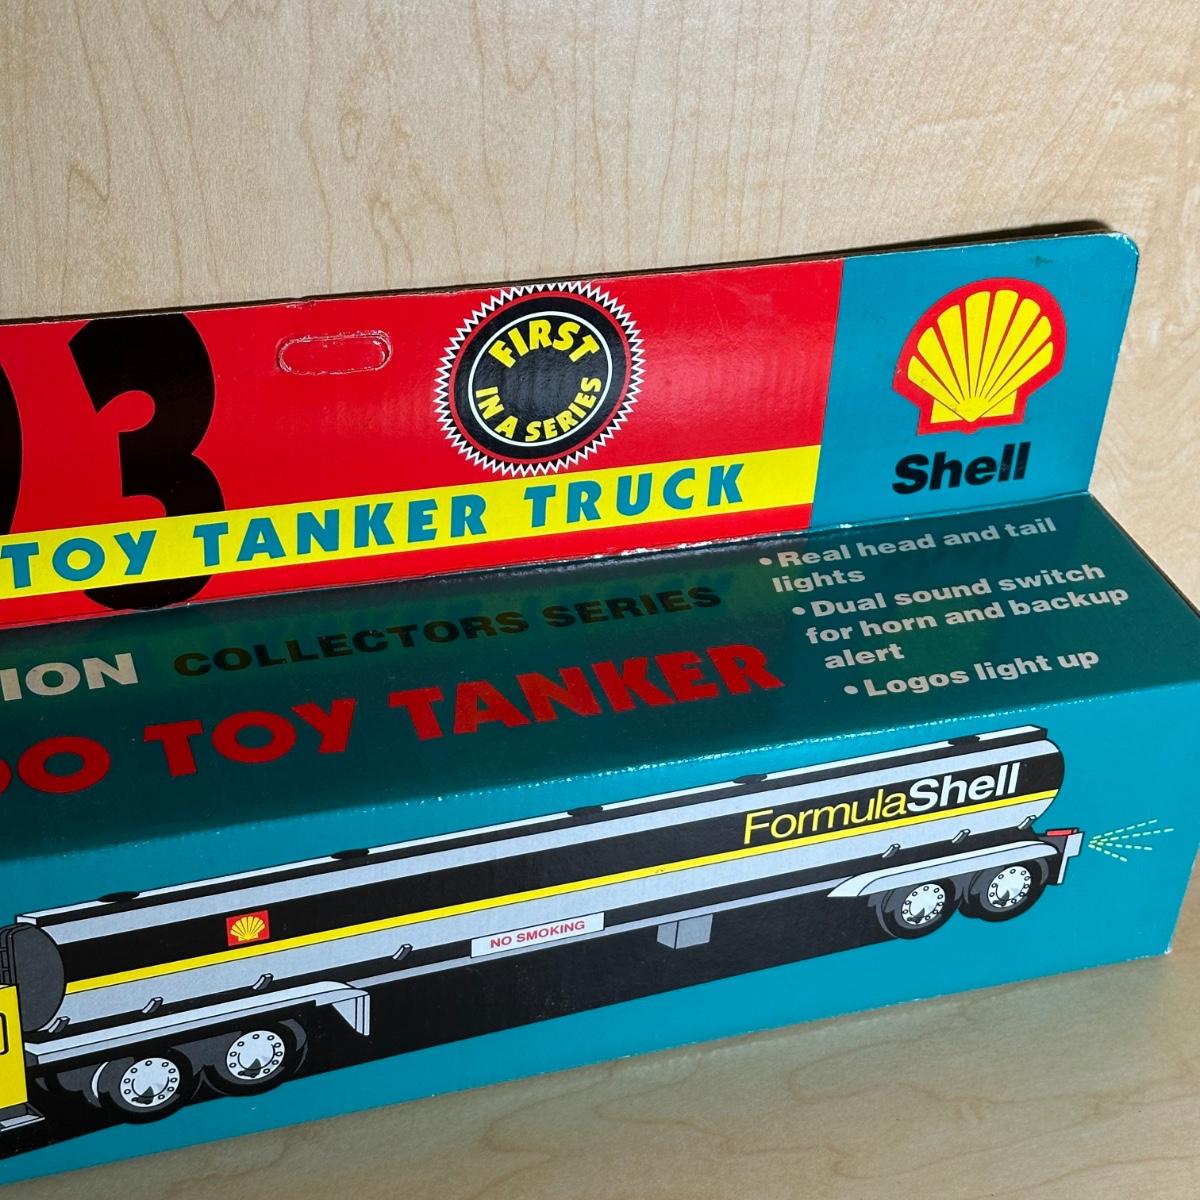 3
FIRST
IN A SERIES
TOY TANKER TRUCK
Shell
ION COLLECTORS SERIES
OO TOY TANKER
•Real head and tail
lights
•Dual sound switch
for horn and backup
alert
•Logos light up
FormulaShell
NO SMOKING